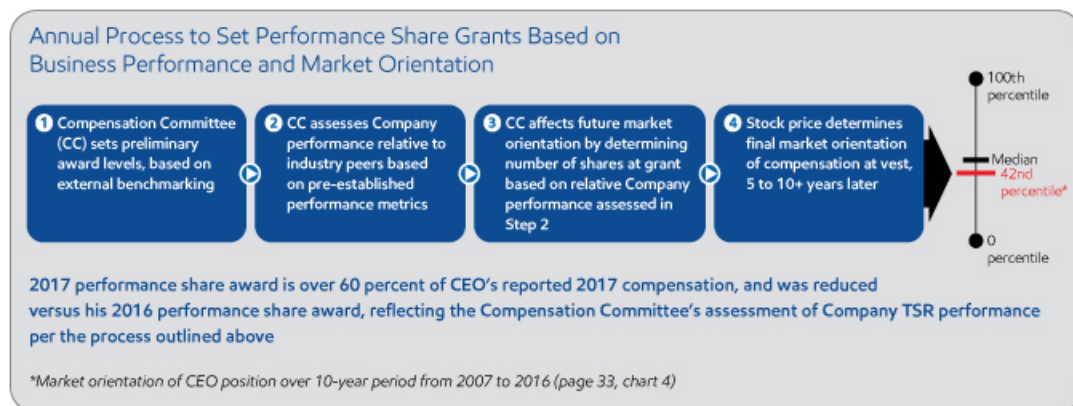 Annual Process to Set Performance Share Grants Based on
Business Performance and Market Orientation
1 Compensation Committee
(CC) sets preliminary
award levels, based on
external benchmarking
2 CC assesses Company
performance relative to
industry peers based
on pre-established
performance metrics
3 CC affects future market
orientation by determining
number of shares at grant
based on relative Company
performance assessed in
Step 2
4 Stock price determines
final market orientation
of compensation at vest,
5 to 10+ years later
100th
percentile
Median
42nd
percentile*
0
percentile
2017 performance share award is over 60 percent of CEO's reported 2017 compensation, and was reduced
versus his 2016 performance share award, reflecting the Compensation Committee's assessment of Company TSR performance
per the process outlined above
*Market orientation of CEO position over 10-year period from 2007 to 2016 (page 33, chart 4)